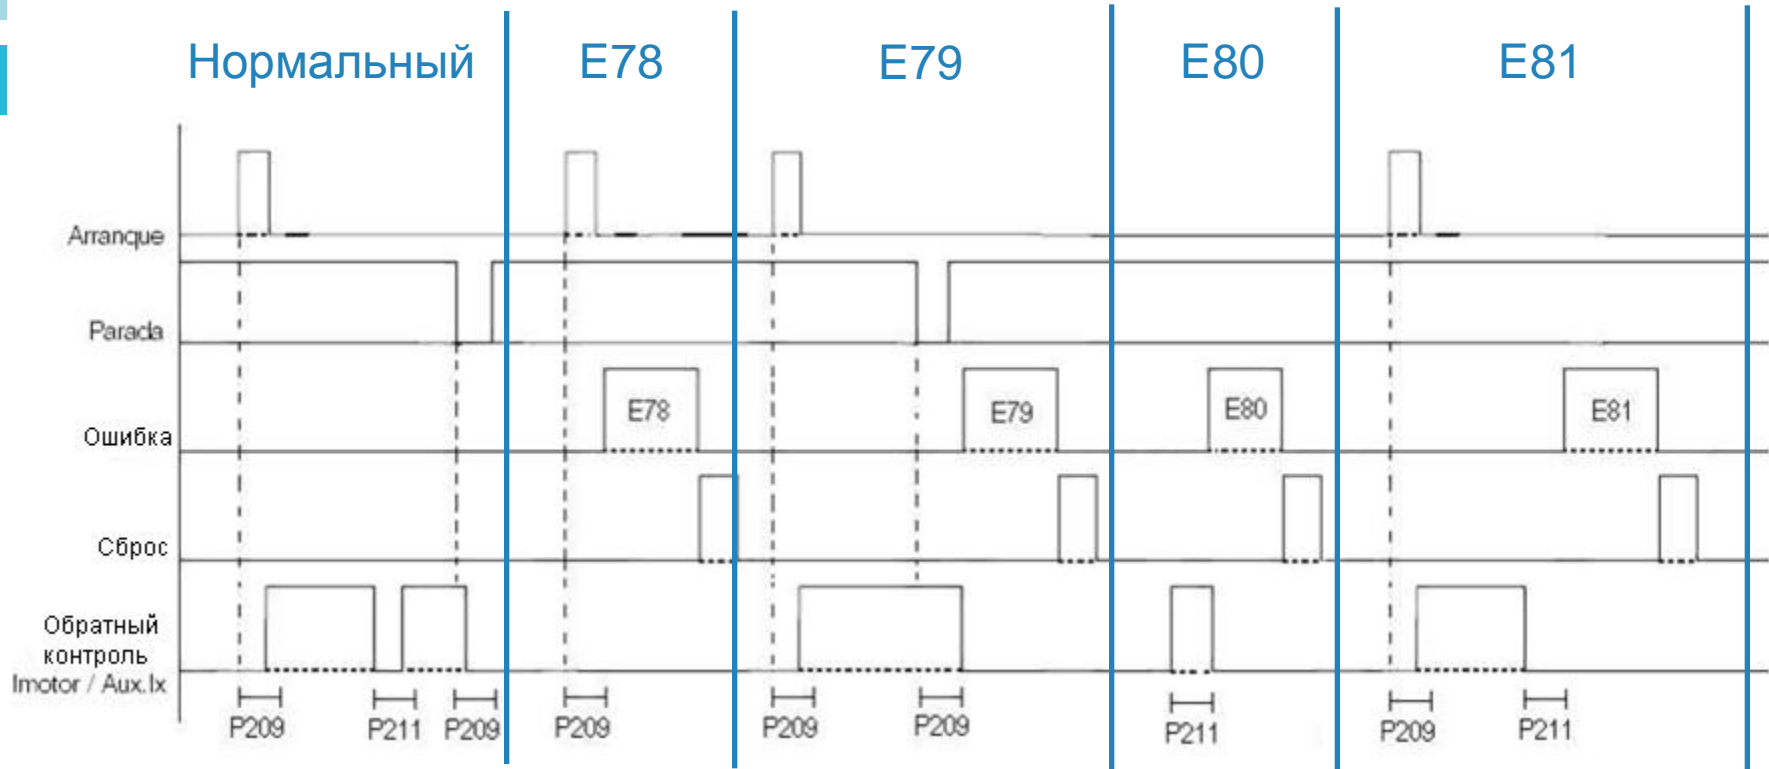 Нормальный
E78
E79
E80
E81
Arranque
Parada
Ошибка
E78
E79
E80
E81
Сброс
Обратный
контроль
Imotor / Aux.Ix
P209
P211
P209
P209
P209
P209
P211
P209
P211